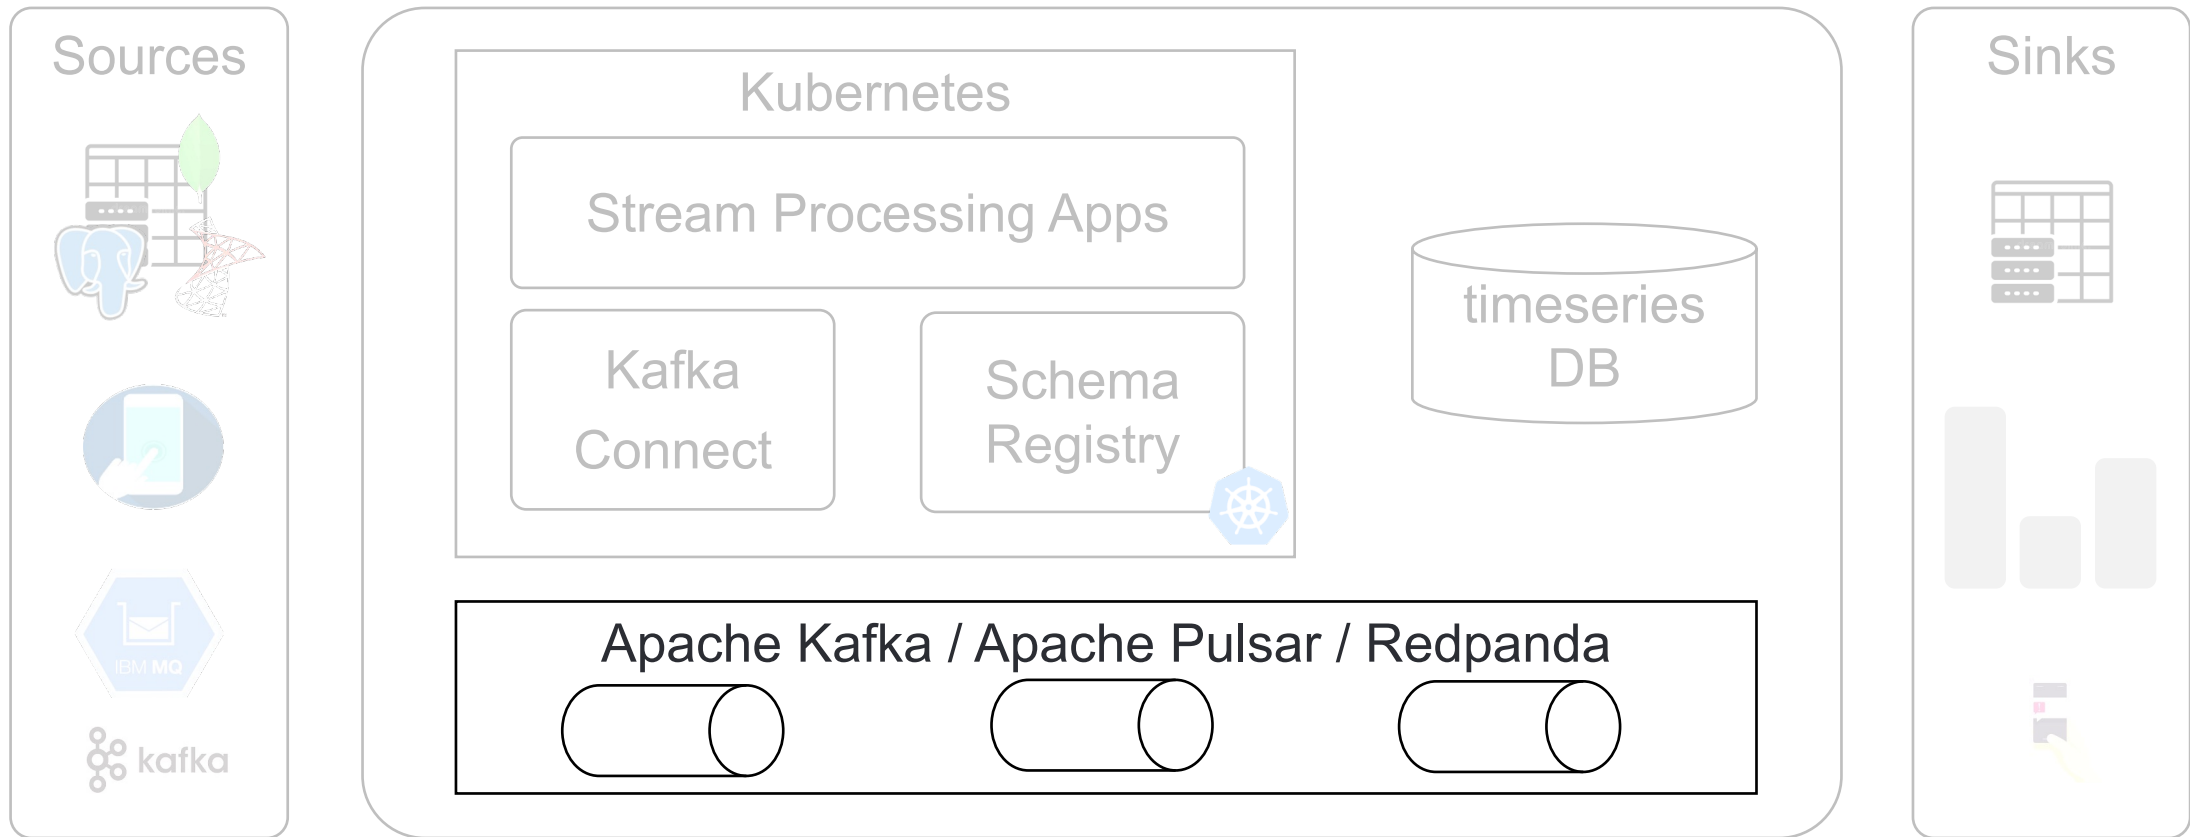 Sources
IBM MQ
kafka
Kubernetes
Stream Processing Apps
Kafka
Connect
Schema
Registry
timeseries
DB
Apache Kafka / Apache Pulsar / Redpanda
Sinks